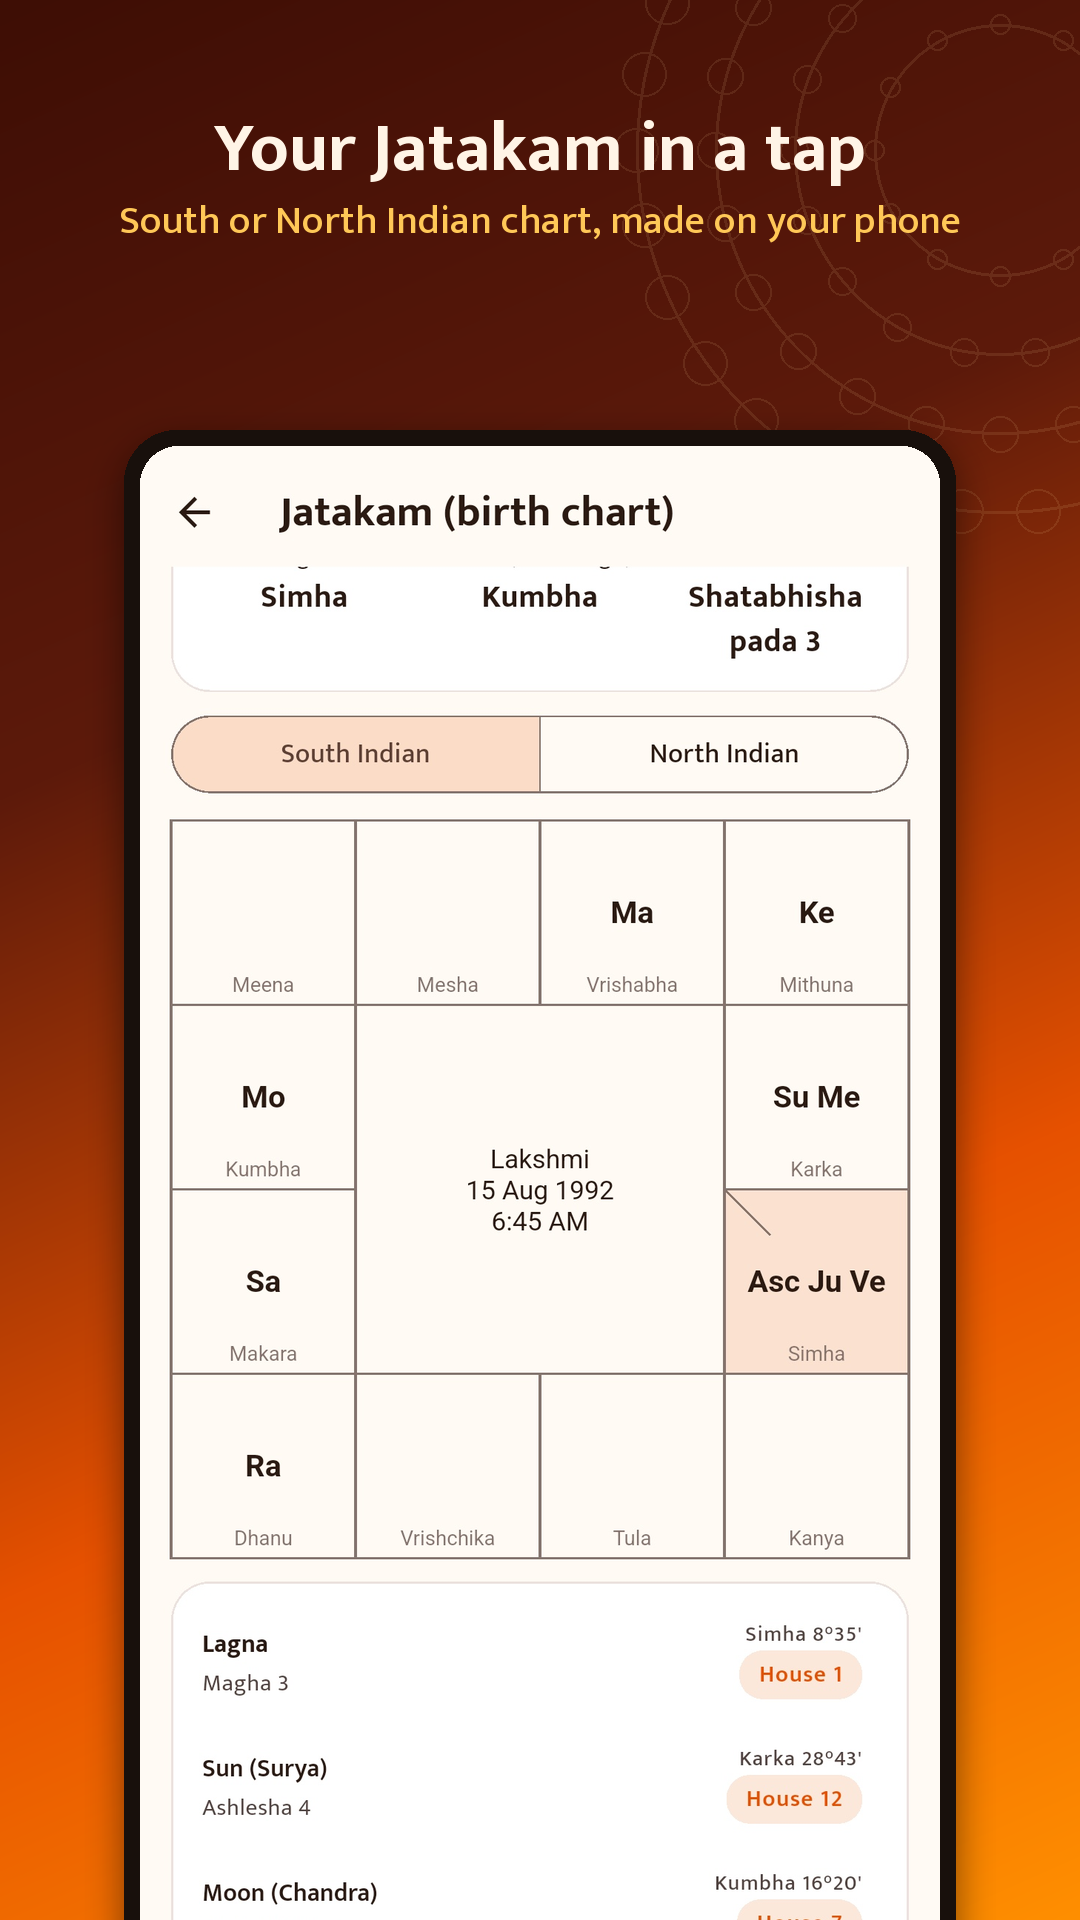 Your Jatakam in a tap
South or North Indian chart, made on your phone
Jatakam (birth chart)
Simha Kumbha Shatabhisha
pada 3
South Indian North Indian
Ma Ke
Meena Mesha Vrishabha Mithuna
Mo Su Me
Kumbha Karka
Lakshmi
15 Aug 1992
6:45 AM
Sa Asc Ju Ve
Makara Simha
Ra
Dhanu Vrishchika Tula Kanya
Lagna Simha 8°35'
Magha 3 House 1
Sun (Surya) Karka 28°43'
Ashlesha 4 House 12
Moon (Chandra) Kumbha 16°20'
House 7